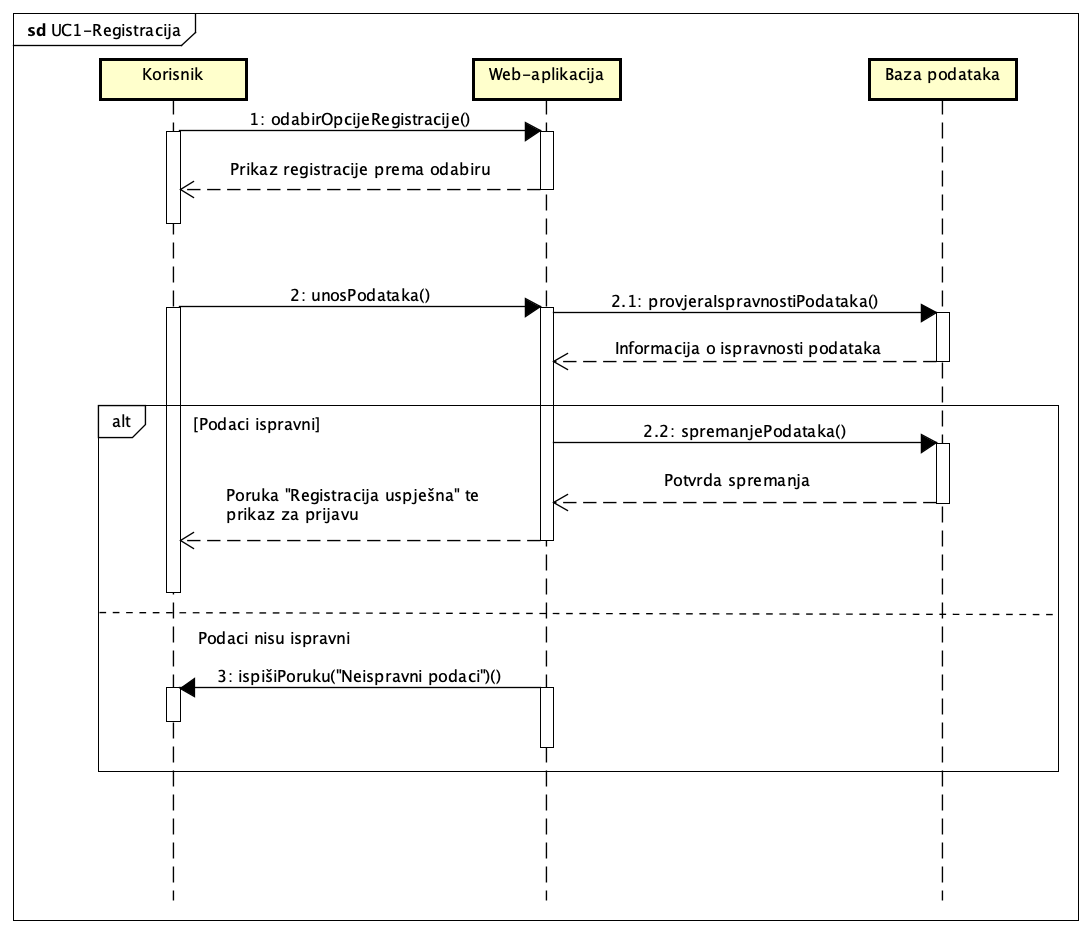 sd UC1-Registracija
Korisnik
Web-aplikacija
Baza podataka
1: odabirOpcijeRegistracije()
Prikaz registracije prema odabiru
2: unosPodataka()
2.1: provjeraIspravnostiPodataka()
Informacija o ispravnosti podataka
alt
[Podaci ispravni]
2.2: spremanjePodataka()
Potvrda spremanja
Poruka "Registracija uspješna" te
prikaz za prijavu
Podaci nisu ispravni
3: ispišiPoruku("Neispravni podaci")()